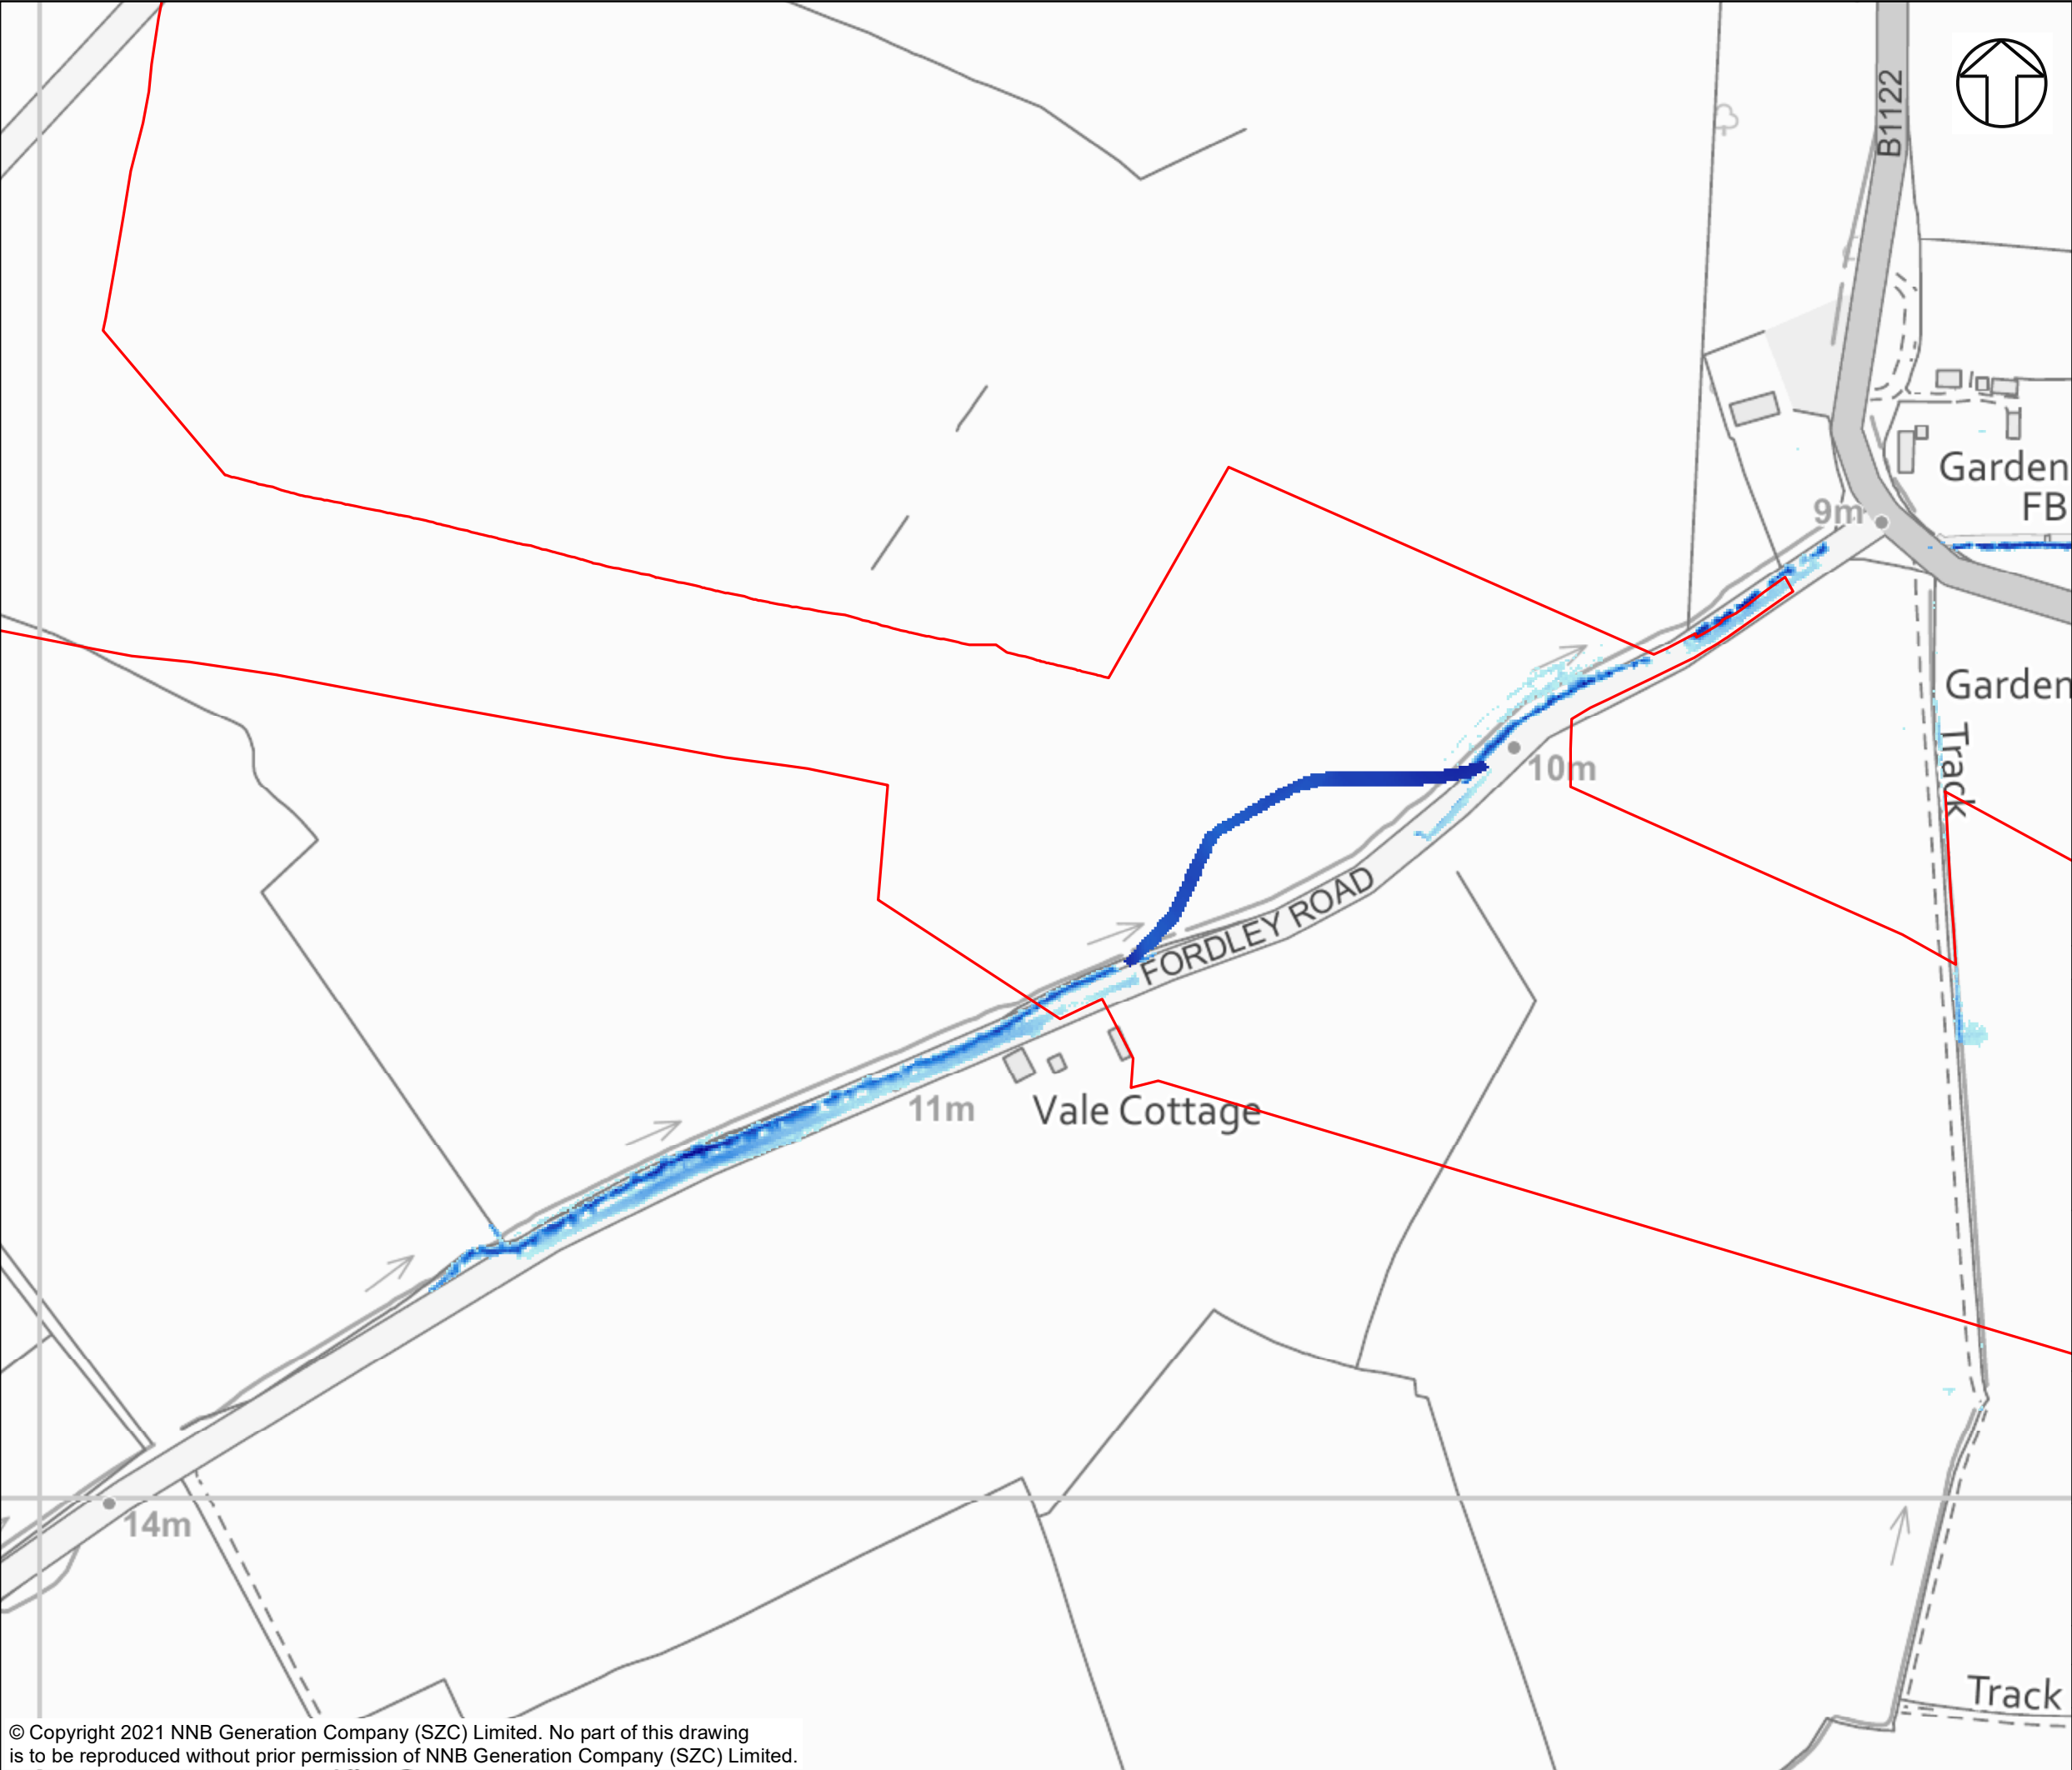 B1122
9m
Garden
FB
Garden
Track
10m
FORDLEY ROAD
11m
Vale Cottage
14m
Track
© Copyright 2021 NNB Generation Company (SZC) Limited. No part of this drawing
is to be reproduced without prior permission of NNB Generation Company (SZC) Limited.